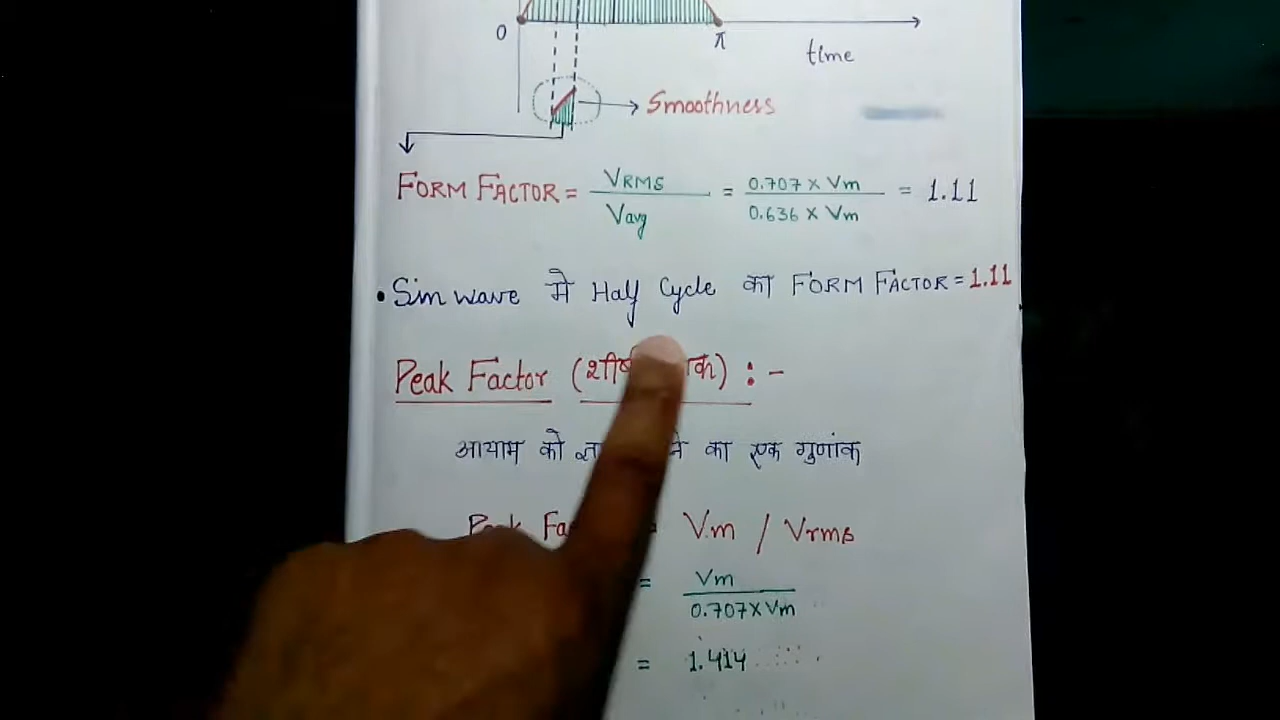 0 π time
Smoothness
FORM FACTOR = VRMS / Vavg = 0.707 X Vm / 0.636 X Vm = 1.11
• Sin wave मे Half Cycle का FORM FACTOR = 1.11
Peak Factor ( ) : -
आयाम को का एक गुणांक
Peak = Vm / Vrms
= Vm / 0.707 X Vm
= 1.414